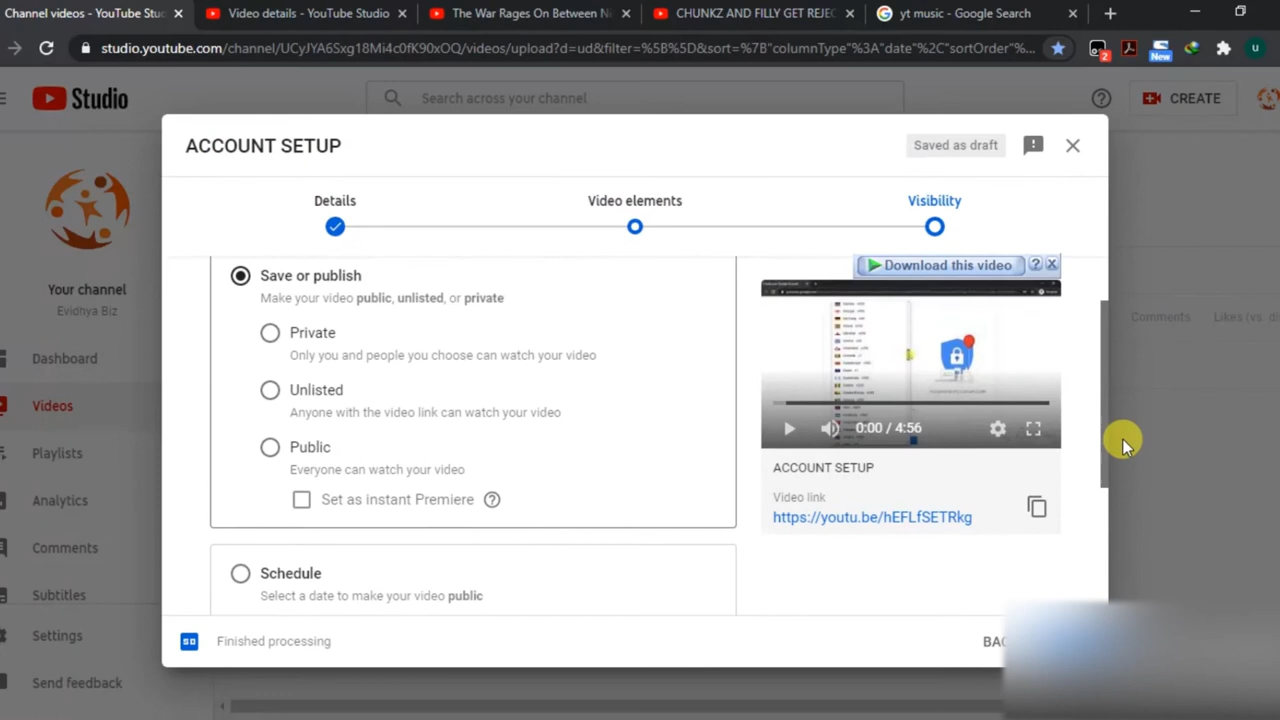 Channel videos - YouTube Stu
Video details - YouTube Studio
The War Rages On Between Ni
CHUNKZ AND FILLY GET REJEC
yt music - Google Search
studio.youtube.com/channel/UCyJYA6Sxg18Mi4c0fK90xOQ/videos/upload?d=ud&filter=%5B%5D&sort=%7B"columnType"%3A"date"%2C"sortOrder"%...
2
New
u
Studio
Search across your channel
CREATE
ACCOUNT SETUP
Saved as draft
Details
Video elements
Visibility
Your channel
Evidhya Biz
Dashboard
Videos
Playlists
Analytics
Comments
Subtitles
Settings
Send feedback
Save or publish
Make your video public, unlisted, or private
Private
Only you and people you choose can watch your video
Unlisted
Anyone with the video link can watch your video
Public
Everyone can watch your video
Set as instant Premiere
Schedule
Select a date to make your video public
Download this video
0:00 / 4:56
ACCOUNT SETUP
Video link
https://youtu.be/hEFLfSETRkg
Comments
Likes (vs. di
SD
Finished processing
BAC